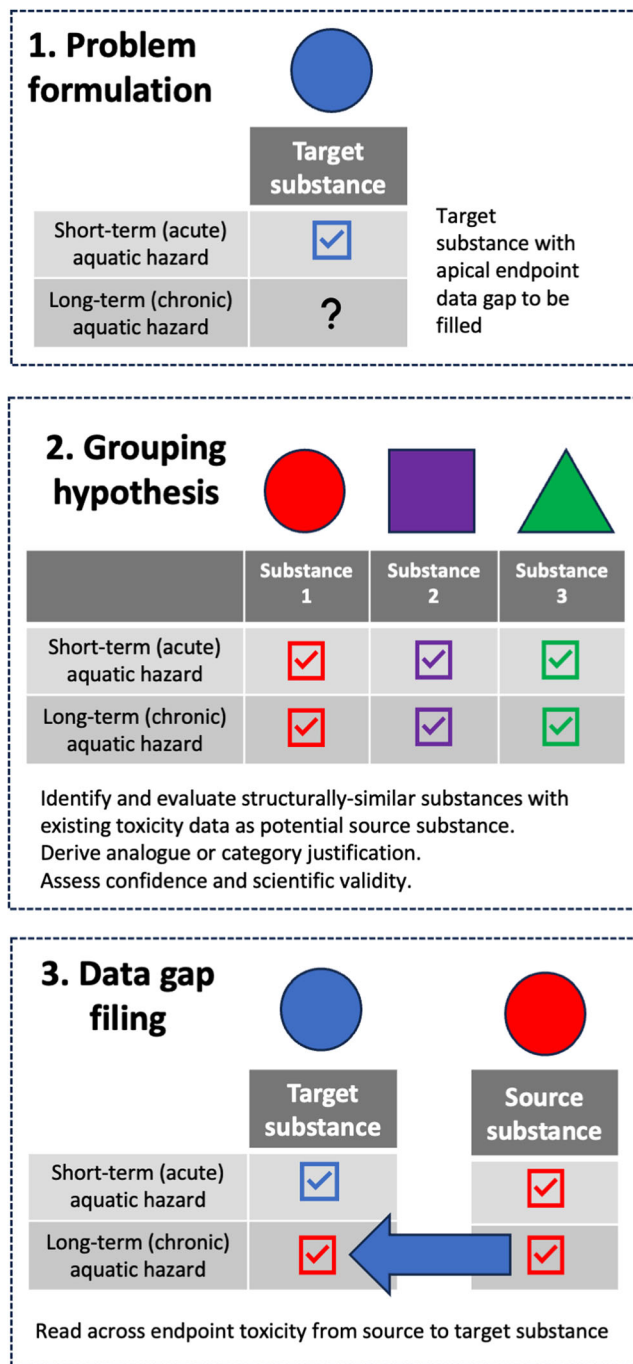 1. Problem
formulation
Target
substance
Short-term (acute)
aquatic hazard
Long-term (chronic)
aquatic hazard
?
Target
substance with
apical endpoint
data gap to be
filled
2. Grouping
hypothesis
Substance
1
Substance
2
Substance
3
Short-term (acute)
aquatic hazard
Long-term (chronic)
aquatic hazard
Identify and evaluate structurally-similar substances with
existing toxicity data as potential source substance.
Derive analogue or category justification.
Assess confidence and scientific validity.
3. Data gap
filing
Target
substance
Source
substance
Short-term (acute)
aquatic hazard
Long-term (chronic)
aquatic hazard
Read across endpoint toxicity from source to target substance